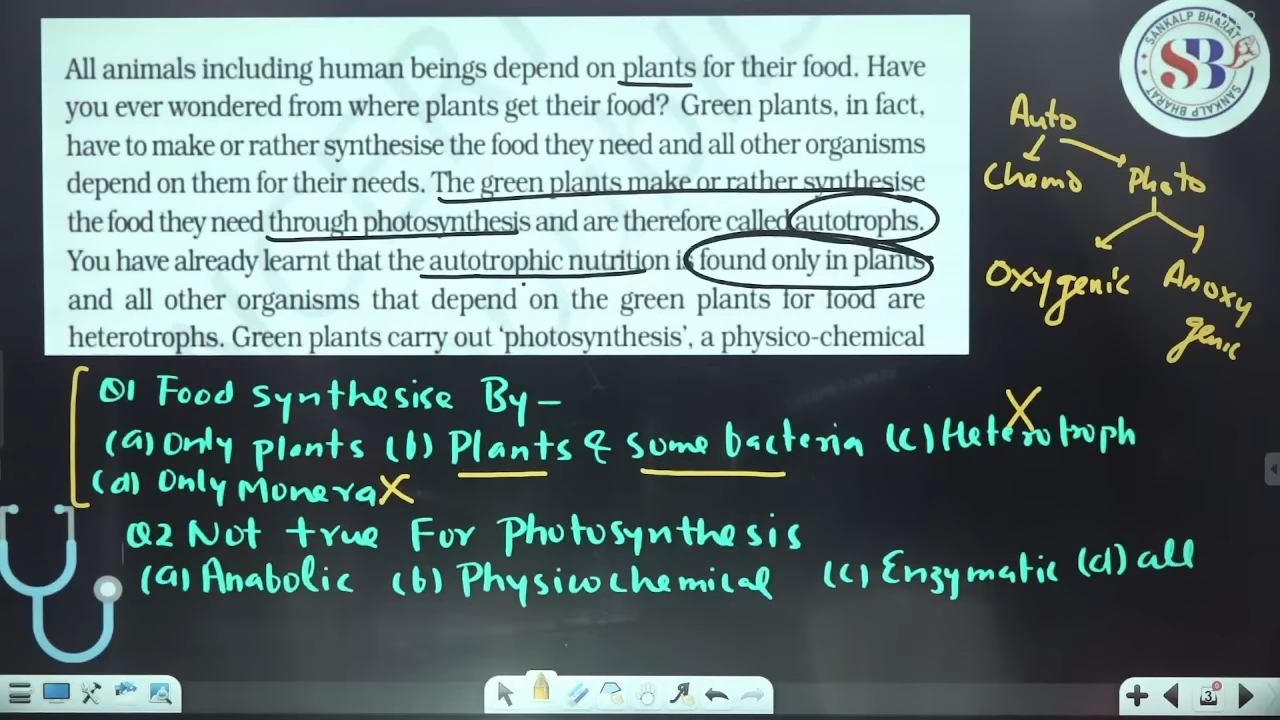 All animals including human beings depend on plants for their food. Have
you ever wondered from where plants get their food? Green plants, in fact,
have to make or rather synthesise the food they need and all other organisms
depend on them for their needs. The green plants make or rather synthesise
the food they need through photosynthesis and are therefore called autotrophs.
You have already learnt that the autotrophic nutrition is found only in plants
and all other organisms that depend on the green plants for food are
heterotrophs. Green plants carry out ‘photosynthesis’, a physico-chemical
SANKALP BHARAT
SB
SANKALP BHARAT
Auto
Chemo Photo
Oxygenic Anoxy
genic
Q1 Food synthesise By-
(a) Only plants (b) Plants & some bacteria (c) Heterotroph
(d) Only Monera
Q2 Not true For Photosynthesis
(a) Anabolic (b) Physicochemical (c) Enzymatic (d) all
3